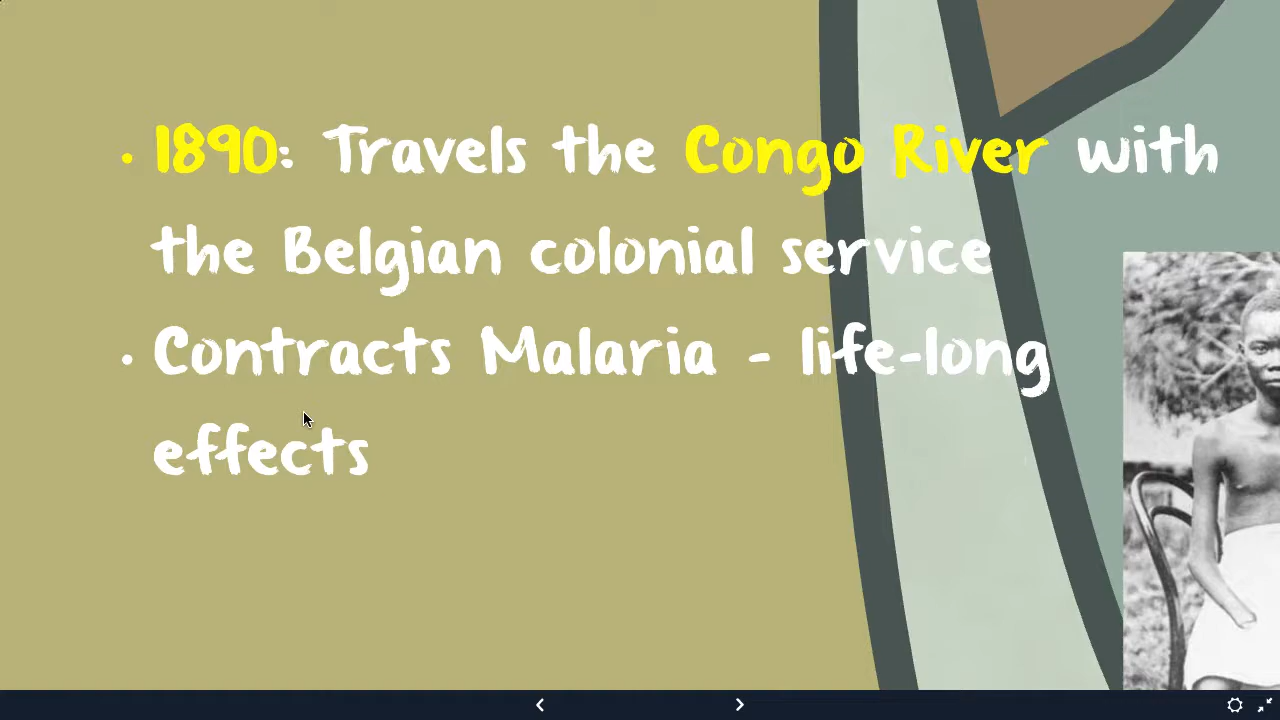 • 1890: Travels the Congo River with
the Belgian colonial service
• Contracts Malaria - life-long
effects